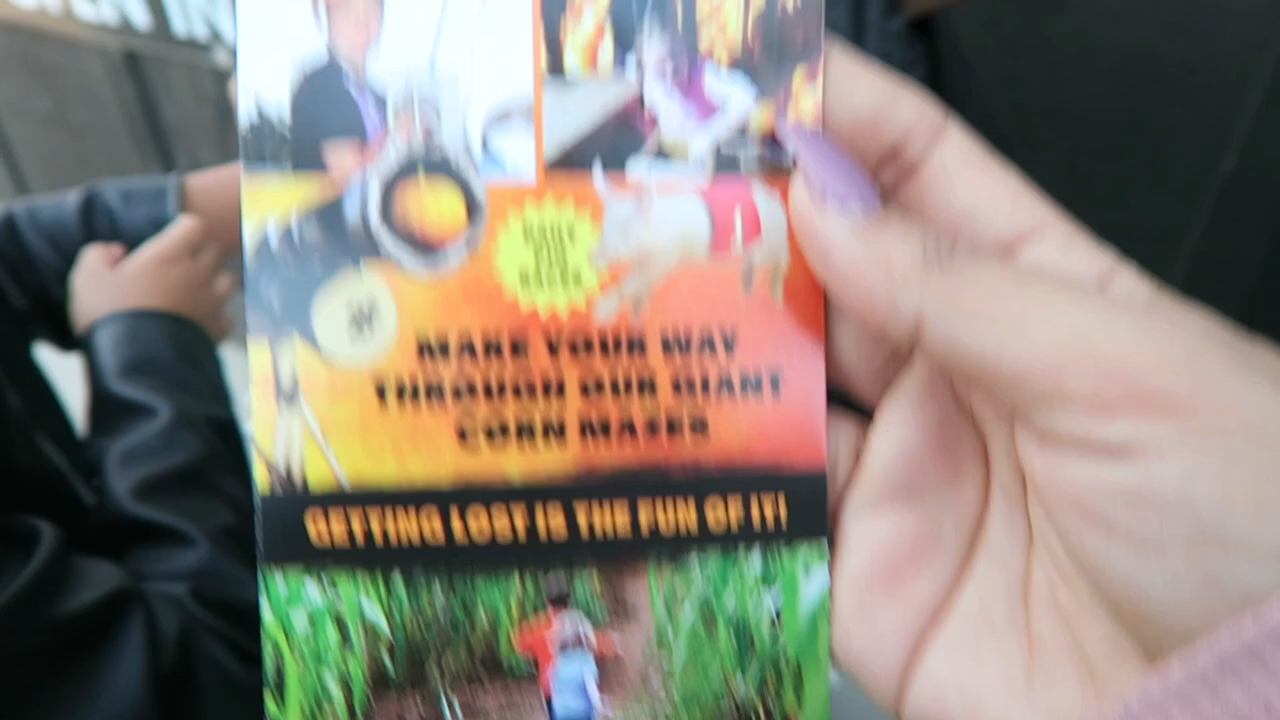 MAKE YOUR WAY
THROUGH OUR GIANT
CORN MAZES
GETTING LOST IS THE FUN OF IT!